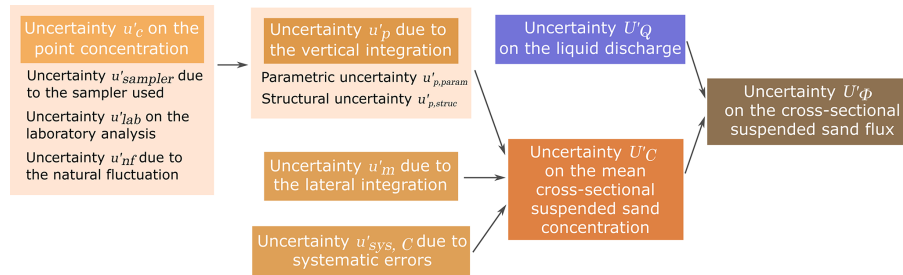 Uncertainty u'c on the
point concentration
Uncertainty u'sampler due
to the sampler used
Uncertainty u'lab on the
laboratory analysis
Uncertainty u'nf due to
the natural fluctuation
Uncertainty u'p due to
the vertical integration
Parametric uncertainty u'p,param
Structural uncertainty u'p,struc
Uncertainty u'm due to
the lateral integration
Uncertainty u'sys, C due to
systematic errors
Uncertainty U'Q
on the liquid discharge
Uncertainty U'C
on the mean
cross-sectional
suspended sand
concentration
Uncertainty U'Φ
on the cross-sectional
suspended sand flux